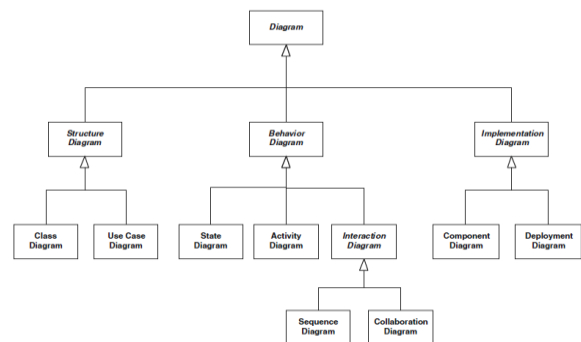 Diagram
Structure
Diagram
Behavior
Diagram
Implementation
Diagram
Class
Diagram
Use Case
Diagram
State
Diagram
Activity
Diagram
Interaction
Diagram
Component
Diagram
Deployment
Diagram
Sequence
Diagram
Collaboration
Diagram